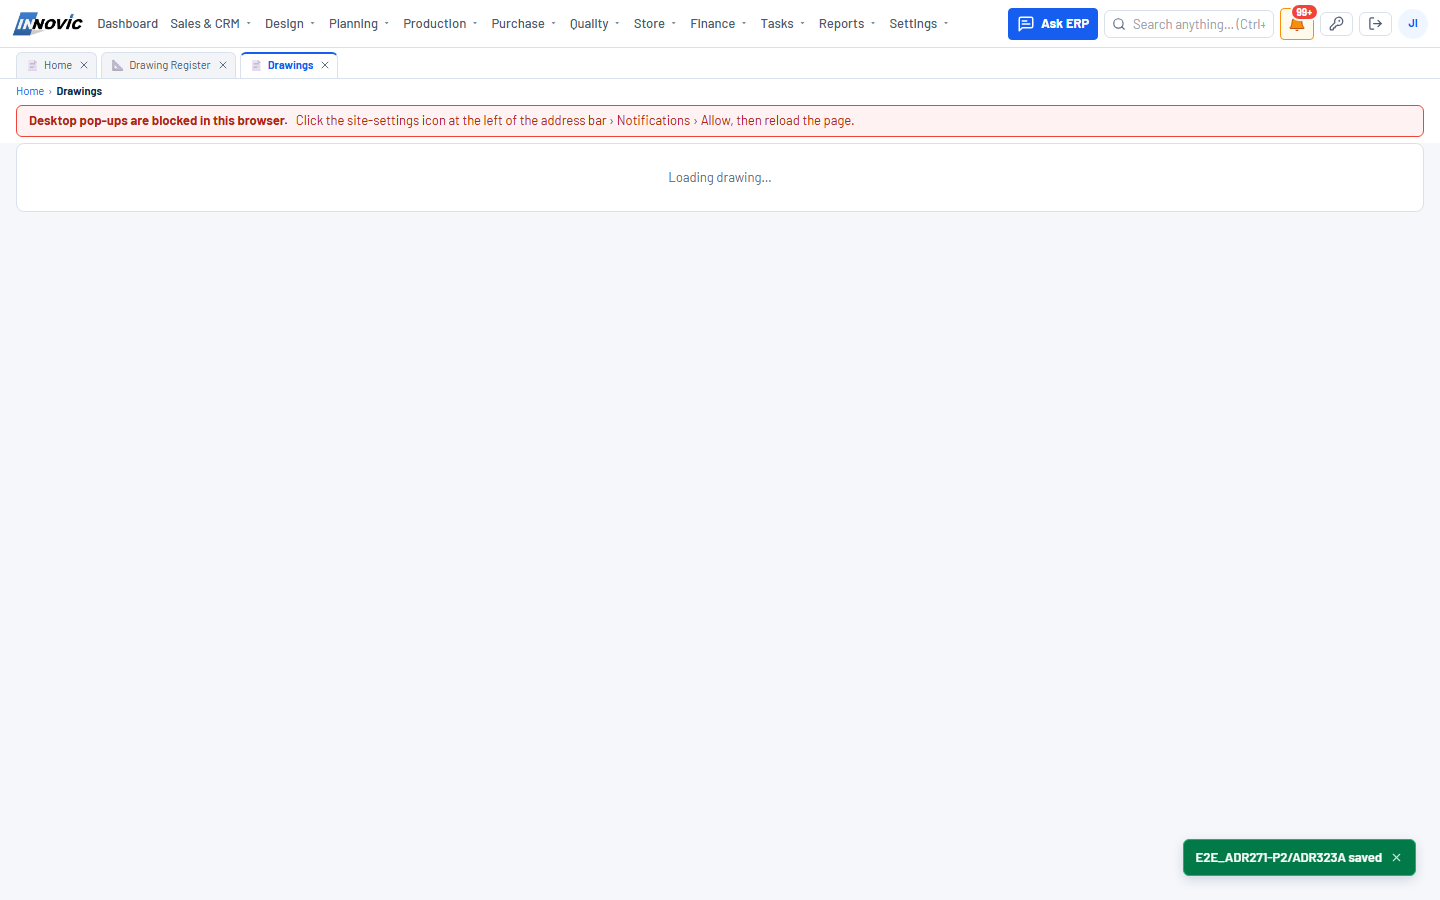 INNOVIC Dashboard Sales & CRM Design Planning Production Purchase Quality Store Finance Tasks Reports Settings Ask ERP Search anything... (Ctrl+ 99+ JI
Home Drawing Register Drawings
Home › Drawings
Desktop pop-ups are blocked in this browser. Click the site-settings icon at the left of the address bar › Notifications › Allow, then reload the page.
Loading drawing…
E2E_ADR271-P2/ADR323A saved